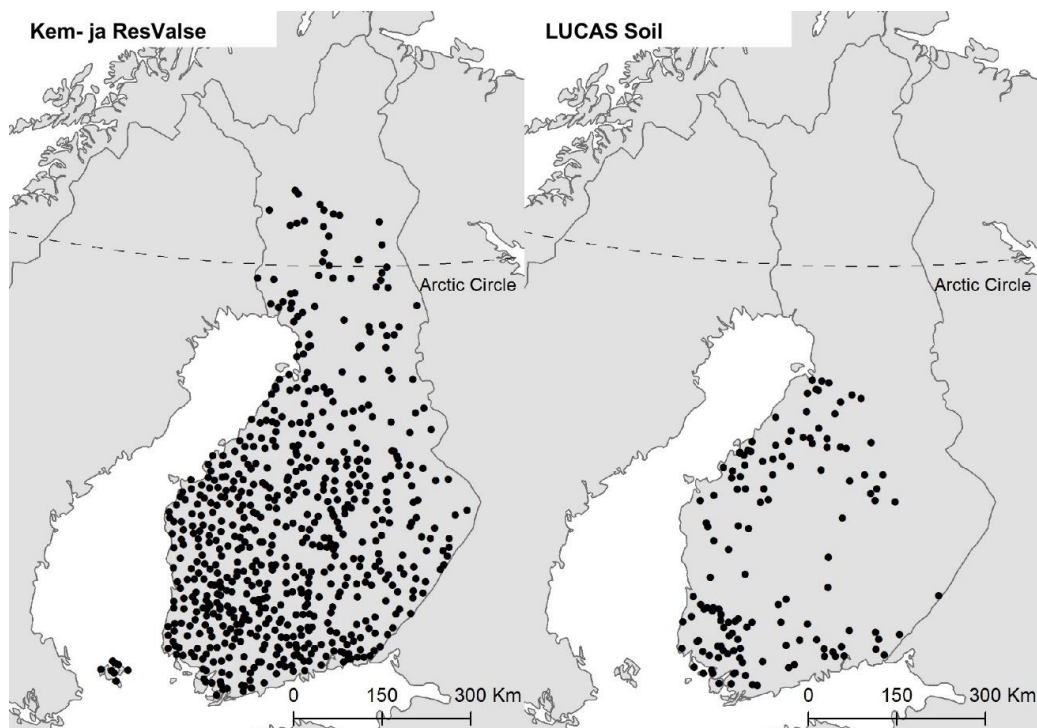 Kem- ja ResValse
LUCAS Soil
Arctic Circle
Arctic Circle
0 150 300 Km
0 150 300 Km